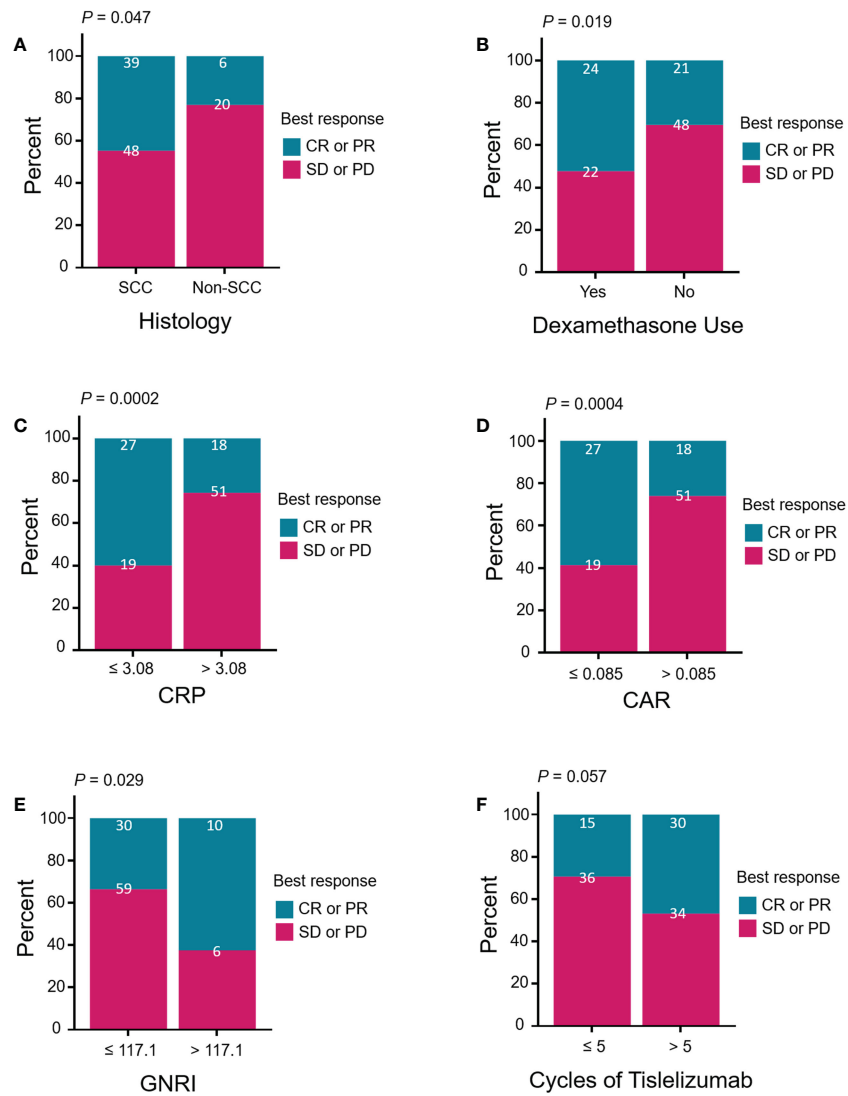 P = 0.047
A
100
80
60
40
20
0
Percent
39
6
48
20
SCC
Non-SCC
Histology
Best response
CR or PR
SD or PD
P = 0.019
B
100
80
60
40
20
0
Percent
24
21
22
48
Yes
No
Dexamethasone Use
Best response
CR or PR
SD or PD
P = 0.0002
C
100
80
60
40
20
0
Percent
27
18
19
51
≤ 3.08
> 3.08
CRP
Best response
CR or PR
SD or PD
P = 0.0004
D
100
80
60
40
20
0
Percent
27
18
19
51
≤ 0.085
> 0.085
CAR
Best response
CR or PR
SD or PD
P = 0.029
E
100
80
60
40
20
0
Percent
30
10
59
6
≤ 117.1
> 117.1
GNRI
Best response
CR or PR
SD or PD
P = 0.057
F
100
80
60
40
20
0
Percent
15
30
36
34
≤ 5
> 5
Cycles of Tislelizumab
Best response
CR or PR
SD or PD